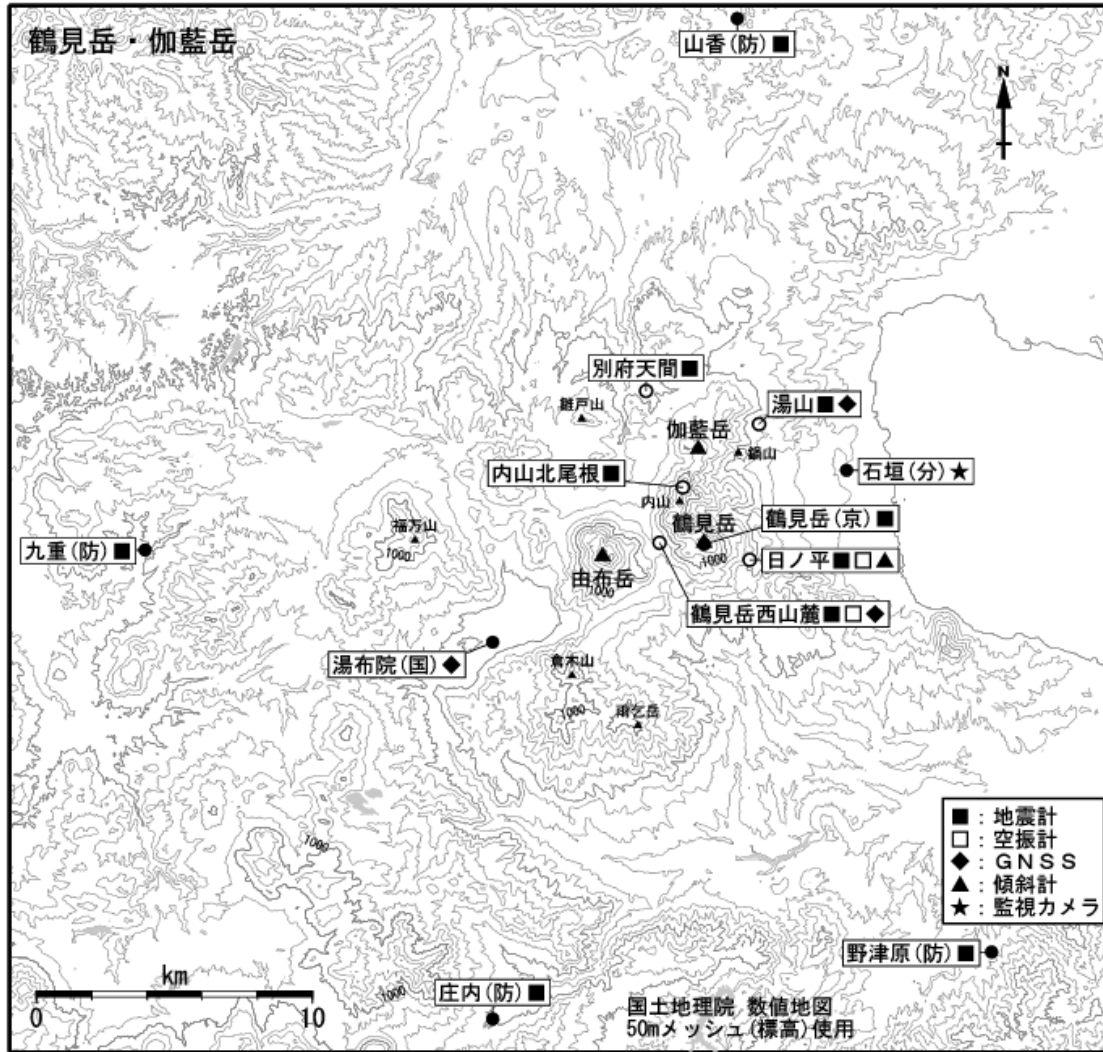 鶴見岳・伽藍岳
山香(防)■
N
別府天間■
雛戸山
湯山■◆
伽藍岳
鍋山
内山北尾根■
石垣(分)★
内山
鶴見岳
鶴見岳(京)■
福万山
1000
九重(防)■
1000
日ノ平■□▲
由布岳
1000
鶴見岳西山麓■□◆
湯布院(国)◆
倉木山
1000
雨乞岳
■：地震計
□：空振計
◆：GNSS
▲：傾斜計
★：監視カメラ
1000
野津原(防)■
km
0 10
庄内(防)■
国土地理院 数値地図
50mメッシュ(標高)使用